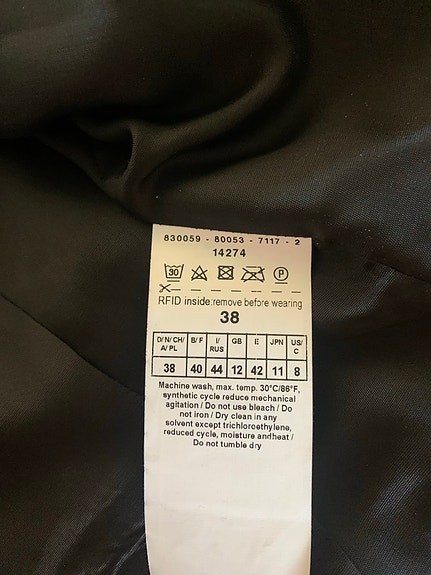 830059 - 80053 - 7117 - 2
14274
30 P
RFID inside:remove before wearing
38
D/N/CH/ A/PL B/F I/ RUS GB E JPN US/ C
38 40 44 12 42 11 8
Machine wash, max. temp. 30°C/86°F,
synthetic cycle reduce mechanical
agitation / Do not use bleach / Do
not iron / Dry clean in any
solvent except trichloroethylene,
reduced cycle, moisture andheat /
Do not tumble dry